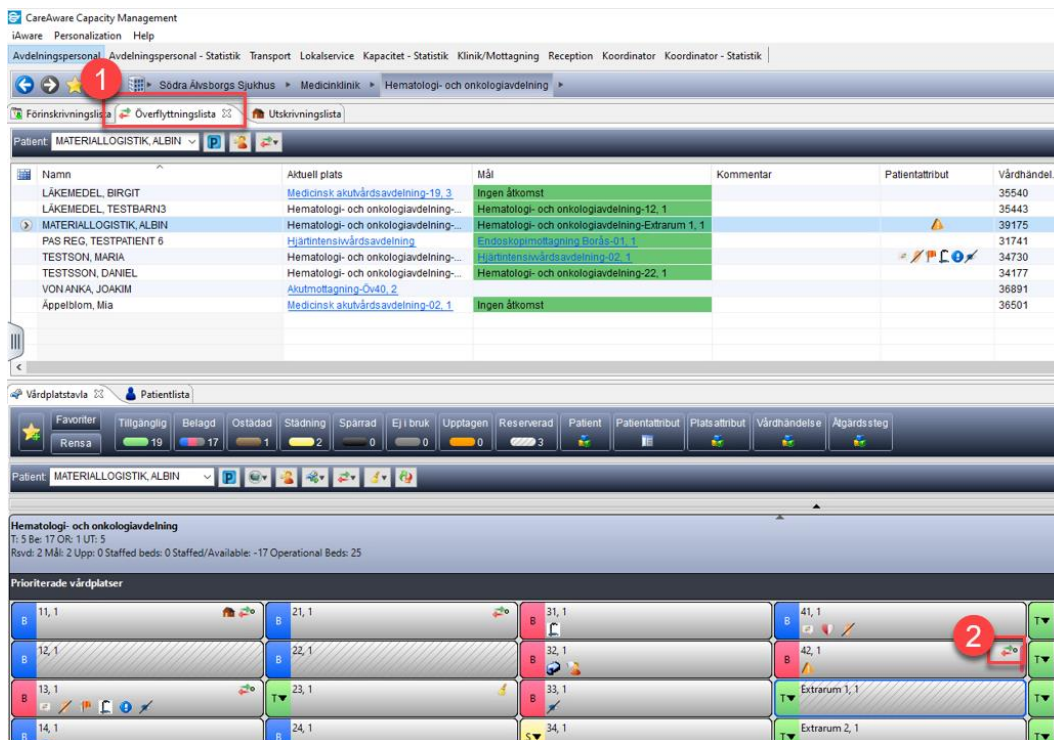 CareAware Capacity Management
iAware Personalization Help
Avdelningspersonal Avdelningspersonal - Statistik Transport Lokalservice Kapacitet - Statistik Klinik/Mottagning Reception Koordinator Koordinator - Statistik
1
Södra Älvsborgs Sjukhus Medicinklinik Hematologi- och onkologiavdelning
Förinskrivningslista Överflyttningslista Utskrivningslista
Patient: MATERIALLOGISTIK, ALBIN P
Namn Aktuell plats Mål Kommentar Patientattribut Vårdhändel.
LÄKEMEDEL, BIRGIT Medicinsk akutvårdsavdelning-19, 3 Ingen åtkomst 35540
LÄKEMEDEL, TESTBARN3 Hematologi- och onkologiavdelning-... Hematologi- och onkologiavdelning-12, 1 35443
MATERIALLOGISTIK, ALBIN Hematologi- och onkologiavdelning-... Hematologi- och onkologiavdelning-Extrarum 1, 1 39175
PAS REG, TESTPATIENT 6 Hjärtintensivvårdsavdelning Endoskopimottagning Borås-01, 1 31741
TESTSON, MARIA Hematologi- och onkologiavdelning-... Hjärtintensivvårdsavdelning-02, 1 34730
TESTSSON, DANIEL Hematologi- och onkologiavdelning-... Hematologi- och onkologiavdelning-22, 1 34177
VON ANKA, JOAKIM Akutmottagning-Öv40, 2 36891
Äppelblom, Mia Medicinsk akutvårdsavdelning-02, 1 Ingen åtkomst 36501
Vårdplatstavla Patientlista
Favoriter Tillgänglig Belagd Ostädad Städning Spärrad Ej i bruk Upptagen Reserverad Patient Patientattribut Platsattribut Vårdhändelse Åtgärdssteg
Rensa 19 17 1 2 0 0 0 3
Patient: MATERIALLOGISTIK, ALBIN P
Hematologi- och onkologiavdelning
T: 5 Be: 17 OR: 1 UT: 5
Rsvd: 2 Mål: 2 Upp: 0 Staffed beds: 0 Staffed/Available: -17 Operational Beds: 25
Prioriterade vårdplatser
B 11, 1 B 21, 1 B 31, 1 B 41, 1 T
2
B 12, 1 B 22, 1 B 32, 1 B 42, 1 T
B 13, 1 T 23, 1 B 33, 1 T Extrarum 1, 1 T
B 14, 1 B 24, 1 S 34, 1 T Extrarum 2, 1 T